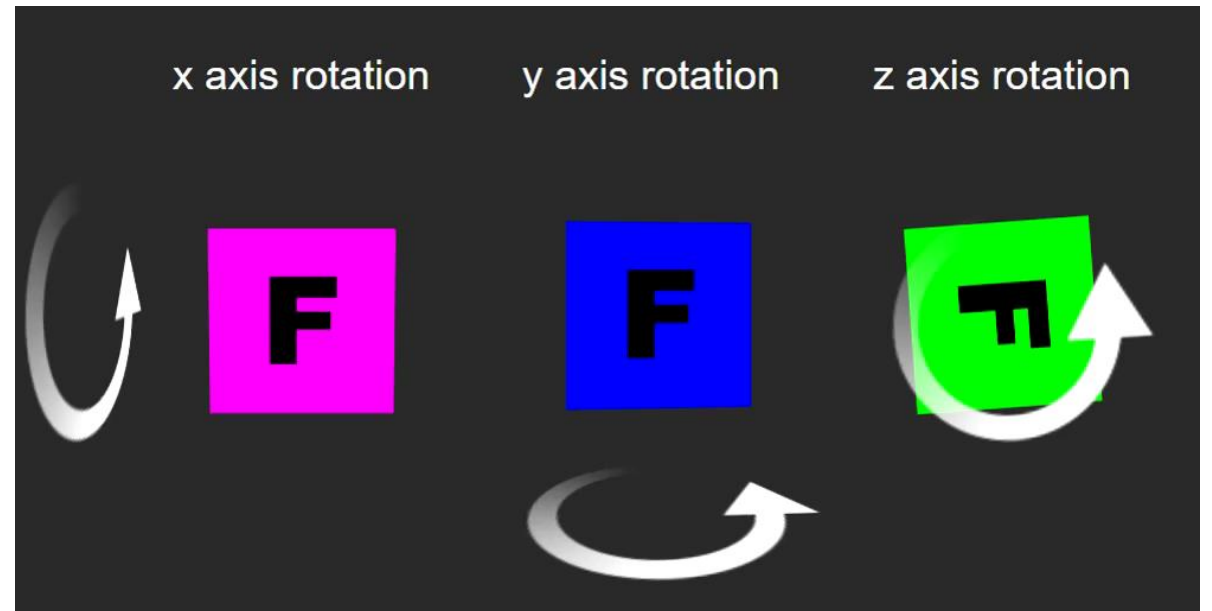 x axis rotation
y axis rotation
z axis rotation
F
F
F